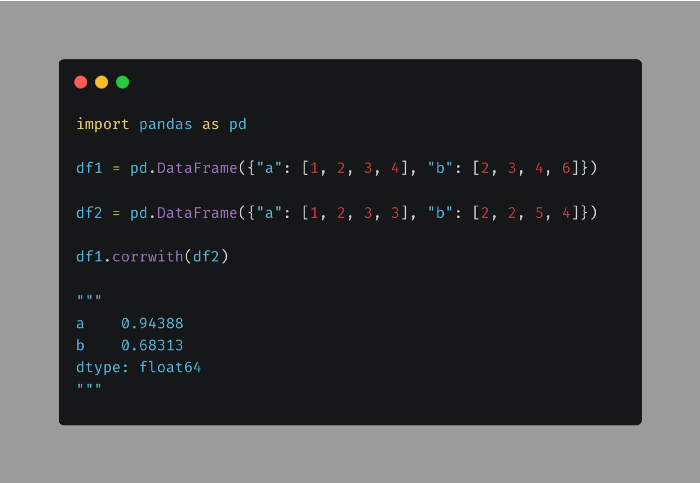 import pandas as pd
df1 = pd.DataFrame({"a": [1, 2, 3, 4], "b": [2, 3, 4, 6]})
df2 = pd.DataFrame({"a": [1, 2, 3, 3], "b": [2, 2, 5, 4]})
df1.corrwith(df2)
"""
a    0.94388
b    0.68313
dtype: float64
"""